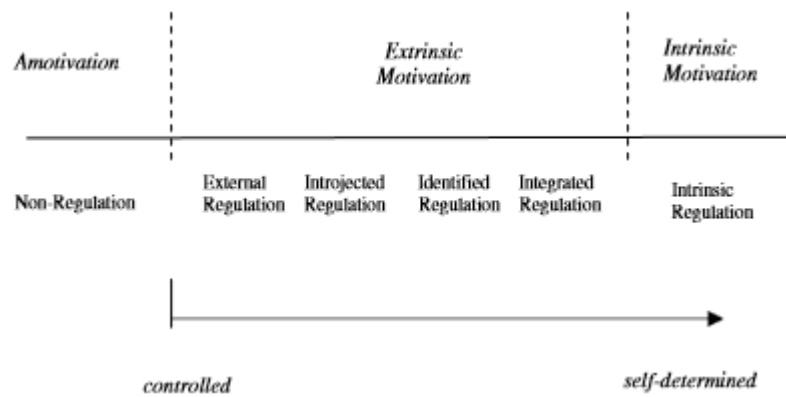 Amotivation
Extrinsic
Motivation
Intrinsic
Motivation
Non-Regulation
External
Regulation
Introjected
Regulation
Identified
Regulation
Integrated
Regulation
Intrinsic
Regulation
controlled
self-determined